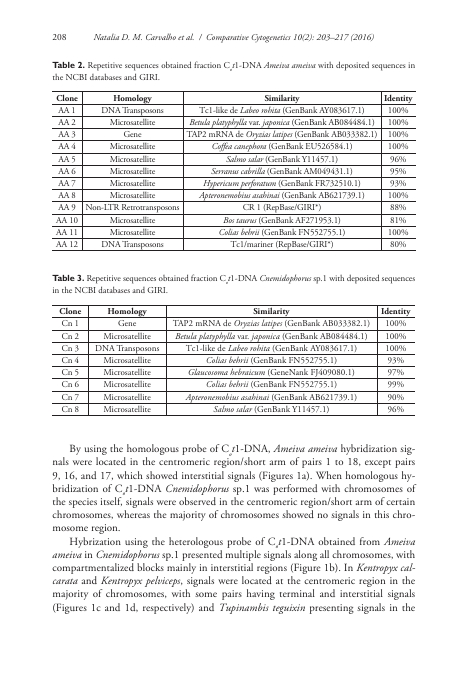 208 Natalia D. M. Carvalho et al. / Comparative Cytogenetics 10(2): 203–217 (2016)
Table 2. Repetitive sequences obtained fraction C₀t1-DNA Ameiva ameiva with deposited sequences in
the NCBI databases and GIRI.
Clone Homology Similarity Identity
AA 1 DNA Transposons Tc1-like de Labeo rohita (GenBank AY083617.1) 100%
AA 2 Microsatellite Betula platyphylla var. japonica (GenBank AB084484.1) 100%
AA 3 Gene TAP2 mRNA de Oryzias latipes (GenBank AB033382.1) 100%
AA 4 Microsatellite Coffea canephora (GenBank EU526584.1) 100%
AA 5 Microsatellite Salmo salar (GenBank Y11457.1) 96%
AA 6 Microsatellite Serranus cabrilla (GenBank AM049431.1) 95%
AA 7 Microsatellite Hypericum perforatum (GenBank FR732510.1) 93%
AA 8 Microsatellite Apteronemobius asahinai (GenBank AB621739.1) 100%
AA 9 Non-LTR Retrotransposons CR 1 (RepBase/GIRI*) 88%
AA 10 Microsatellite Bos taurus (GenBank AF271953.1) 81%
AA 11 Microsatellite Colias behrii (GenBank FN552755.1) 100%
AA 12 DNA Transposons Tc1/mariner (RepBase/GIRI*) 80%
Table 3. Repetitive sequences obtained fraction C₀t1-DNA Cnemidophorus sp.1 with deposited sequences
in the NCBI databases and GIRI.
Clone Homology Similarity Identity
Cn 1 Gene TAP2 mRNA de Oryzias latipes (GenBank AB033382.1) 100%
Cn 2 Microsatellite Betula platyphylla var. japonica (GenBank AB084484.1) 100%
Cn 3 DNA Transposons Tc1-like de Labeo rohita (GenBank AY083617.1) 100%
Cn 4 Microsatellite Colias behrii (GenBank FN552755.1) 93%
Cn 5 Microsatellite Glaucosoma hebraicum (GeneNank FJ409080.1) 97%
Cn 6 Microsatellite Colias behrii (GenBank FN552755.1) 99%
Cn 7 Microsatellite Apteronemobius asahinai (GenBank AB621739.1) 90%
Cn 8 Microsatellite Salmo salar (GenBank Y11457.1) 96%
By using the homologous probe of C₀t1-DNA, Ameiva ameiva hybridization sig-
nals were located in the centromeric region/short arm of pairs 1 to 18, except pairs
9, 16, and 17, which showed interstitial signals (Figures 1a). When homologous hy-
bridization of C₀t1-DNA Cnemidophorus sp.1 was performed with chromosomes of
the species itself, signals were observed in the centromeric region/short arm of certain
chromosomes, whereas the majority of chromosomes showed no signals in this chro-
mosome region.
Hybrization using the heterologous probe of C₀t1-DNA obtained from Ameiva
ameiva in Cnemidophorus sp.1 presented multiple signals along all chromosomes, with
compartmentalized blocks mainly in interstitial regions (Figure 1b). In Kentropyx cal-
carata and Kentropyx pelviceps, signals were located at the centromeric region in the
majority of chromosomes, with some pairs having terminal and interstitial signals
(Figures 1c and 1d, respectively) and Tupinambis teguixin presenting signals in the